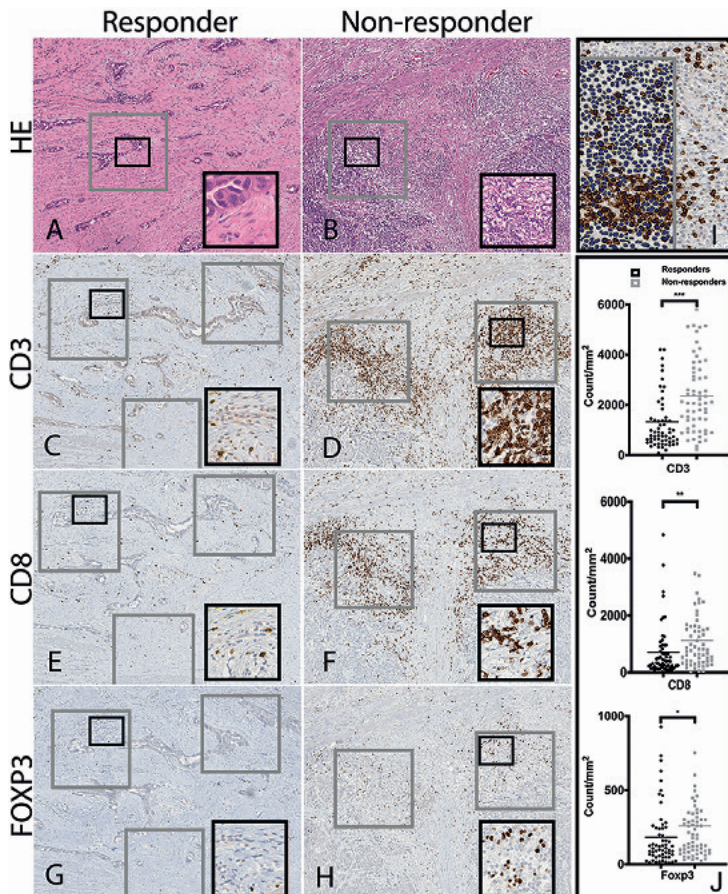 Responder
Non-responder
HE
A
B
I
CD3
C
D
Responders
Non-responders
Count/mm²
6000
4000
2000
0
***
CD3
CD8
E
F
Count/mm²
6000
4000
2000
0
**
CD8
FOXP3
G
H
Count/mm²
1000
500
0
*
Foxp3
J